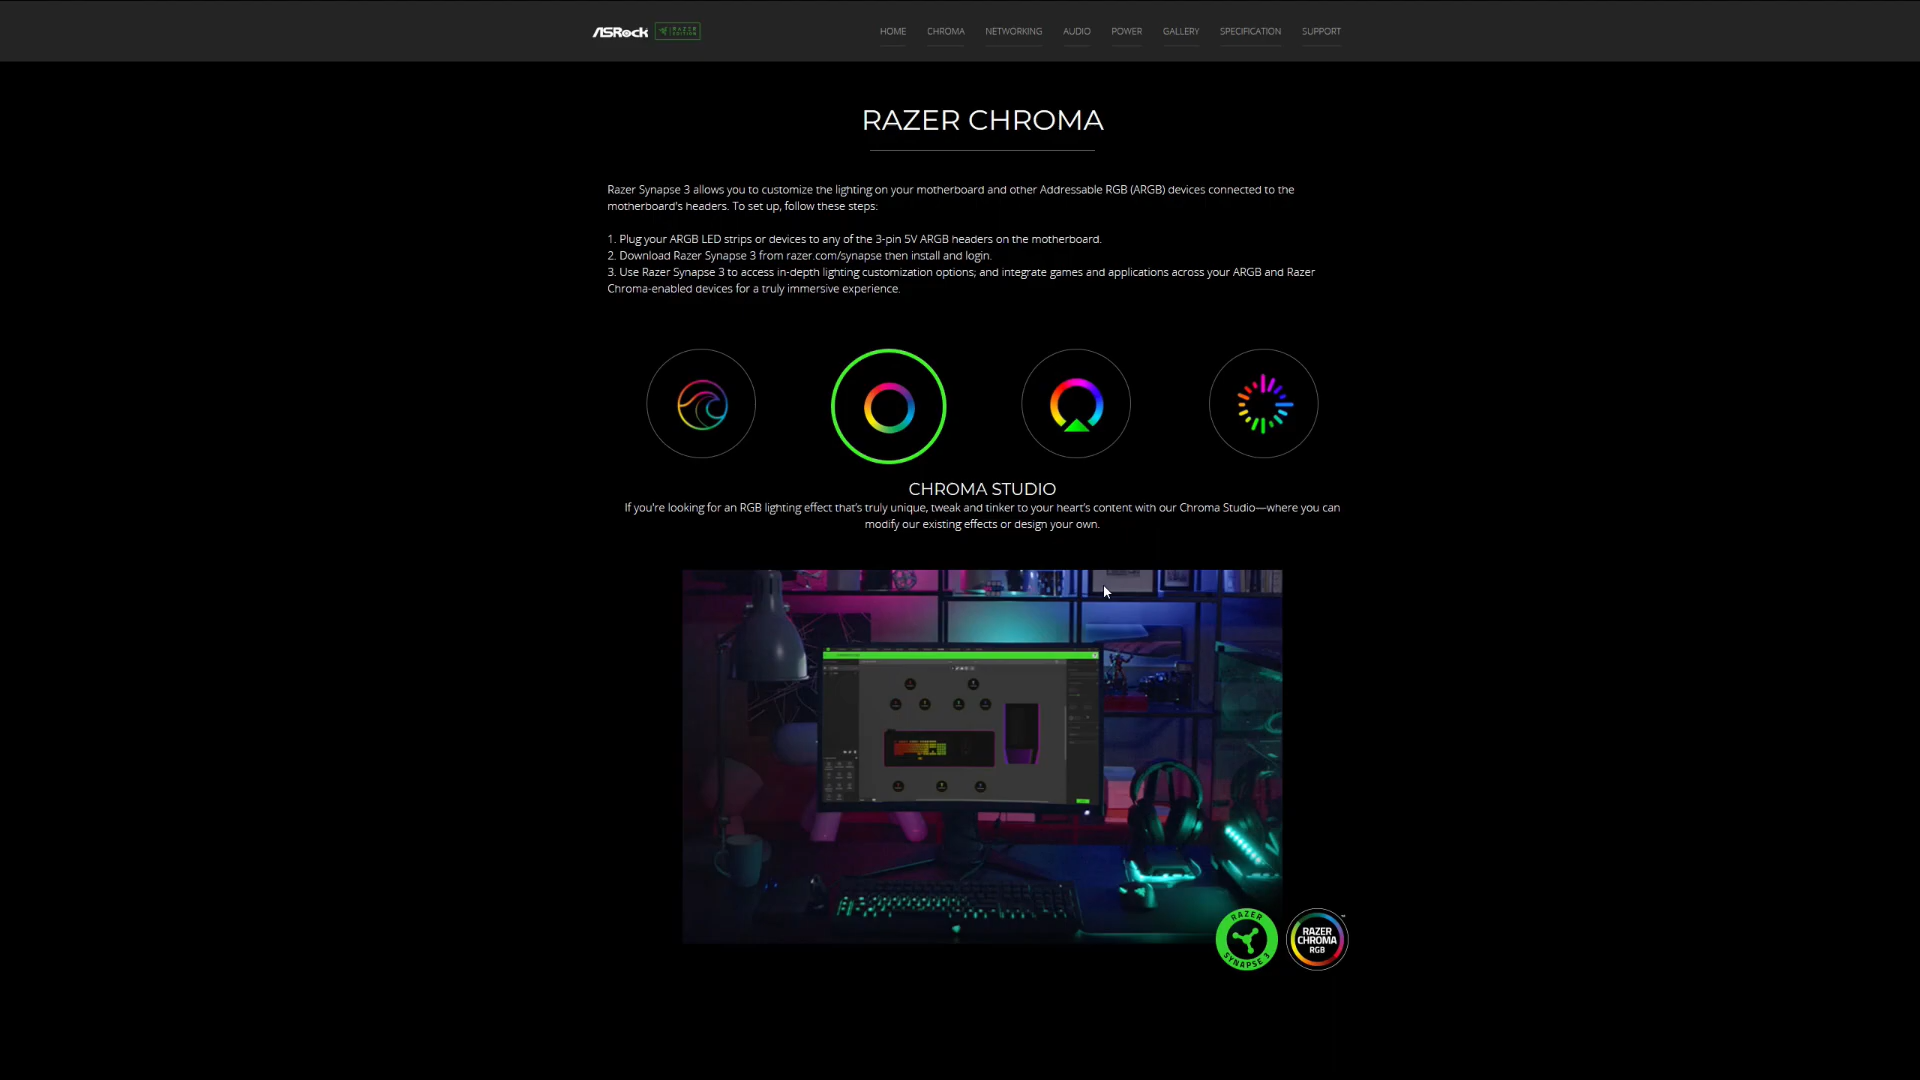 ASRock RAZER EDITION HOME CHROMA NETWORKING AUDIO POWER GALLERY SPECIFICATION SUPPORT
RAZER CHROMA
Razer Synapse 3 allows you to customize the lighting on your motherboard and other Addressable RGB (ARGB) devices connected to the
motherboard's headers. To set up, follow these steps:
1. Plug your ARGB LED strips or devices to any of the 3-pin 5V ARGB headers on the motherboard.
2. Download Razer Synapse 3 from razer.com/synapse then install and login.
3. Use Razer Synapse 3 to access in-depth lighting customization options; and integrate games and applications across your ARGB and Razer
Chroma-enabled devices for a truly immersive experience.
CHROMA STUDIO
If you're looking for an RGB lighting effect that's truly unique, tweak and tinker to your heart's content with our Chroma Studio—where you can
modify our existing effects or design your own.
RAZER
SYNAPSE 3
RAZER
CHROMA
RGB